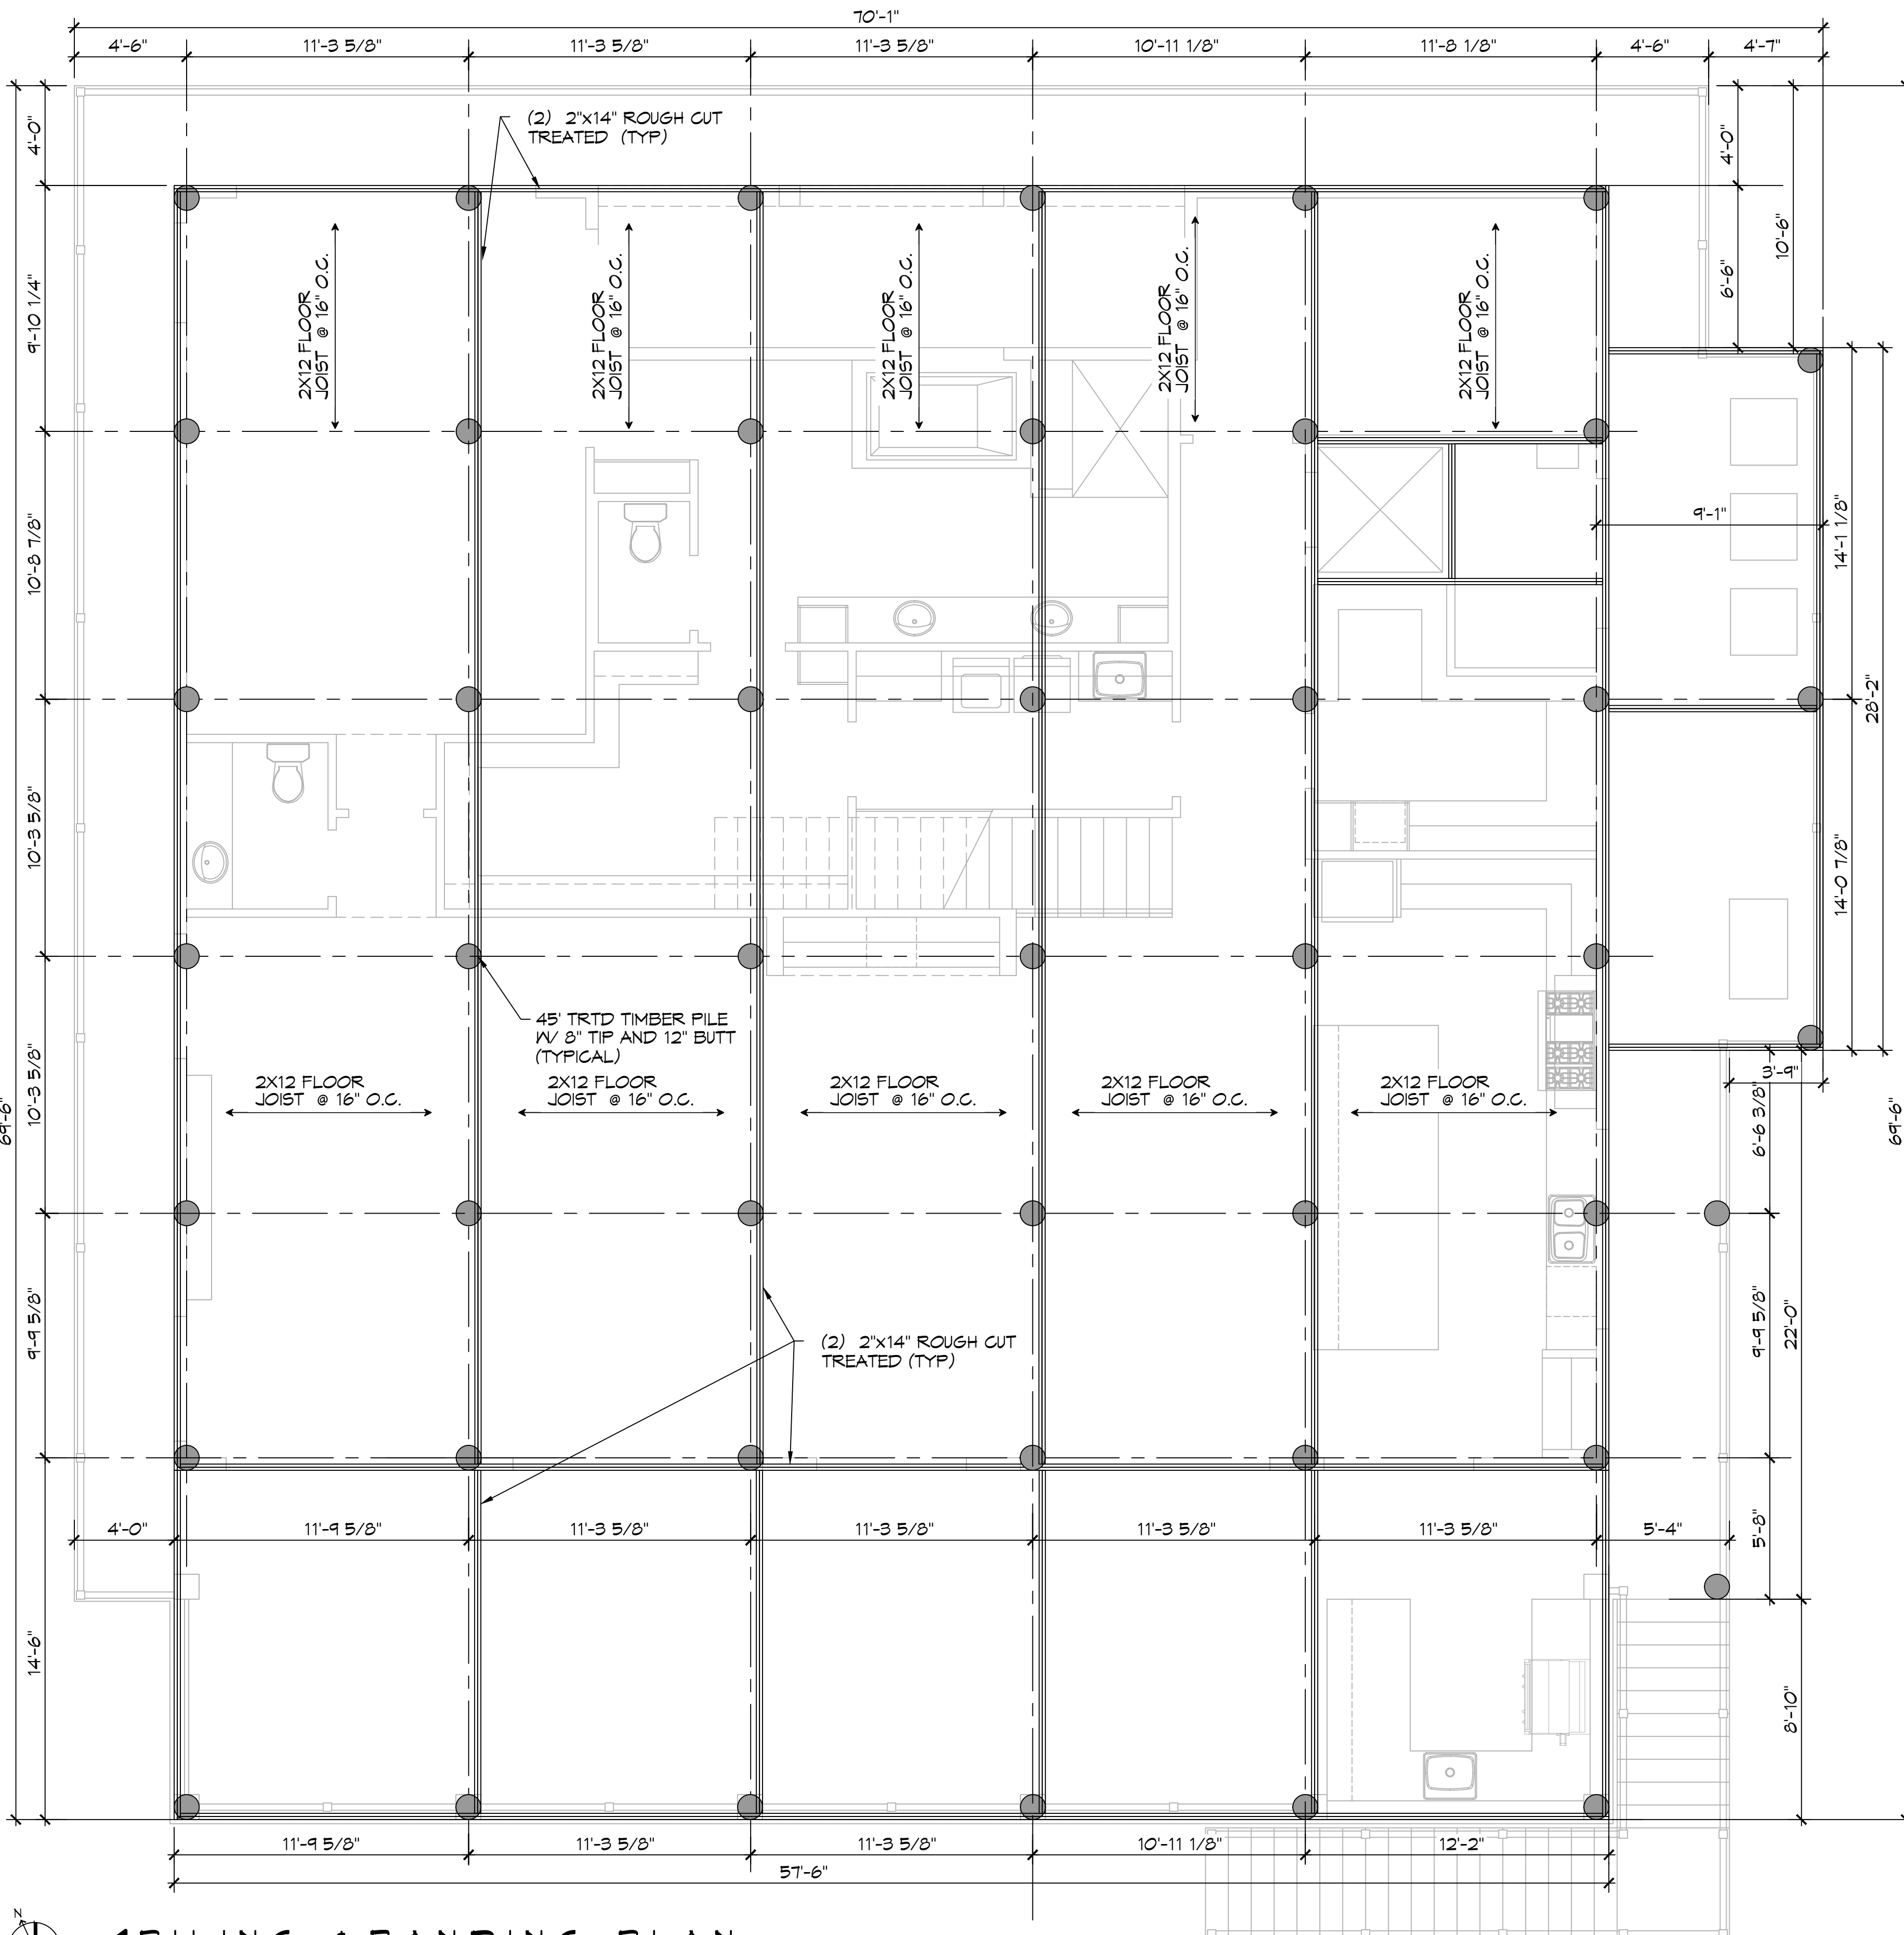 70'-1"
4'-6"
11'-3 5/8"
11'-3 5/8"
11'-3 5/8"
10'-11 1/8"
11'-8 1/8"
4'-6"
4'-7"
(2) 2"x14" ROUGH CUT
TREATED (TYP)
4'-0"
4'-0"
6'-6"
10'-6"
9'-10 1/4"
2X12 FLOOR
JOIST @ 16" O.C.
2X12 FLOOR
JOIST @ 16" O.C.
2X12 FLOOR
JOIST @ 16" O.C.
2X12 FLOOR
JOIST @ 16" O.C.
2X12 FLOOR
JOIST @ 16" O.C.
10'-8 7/8"
9'-1"
14'-1 1/8"
28'-2"
10'-3 5/8"
14'-0 7/8"
45' TRTD TIMBER PILE
W/ 8" TIP AND 12" BUTT
(TYPICAL)
69'-6"
10'-3 5/8"
2X12 FLOOR
JOIST @ 16" O.C.
2X12 FLOOR
JOIST @ 16" O.C.
2X12 FLOOR
JOIST @ 16" O.C.
2X12 FLOOR
JOIST @ 16" O.C.
2X12 FLOOR
JOIST @ 16" O.C.
3'-9"
6'-6 3/8"
69'-6"
9'-9 5/8"
(2) 2"x14" ROUGH CUT
TREATED (TYP)
9'-9 5/8"
22'-0"
4'-0"
11'-9 5/8"
11'-3 5/8"
11'-3 5/8"
11'-3 5/8"
11'-3 5/8"
5'-4"
5'-8"
14'-6"
8'-10"
11'-9 5/8"
11'-3 5/8"
11'-3 5/8"
10'-11 1/8"
12'-2"
57'-6"
N
PILING & BANDING PLAN